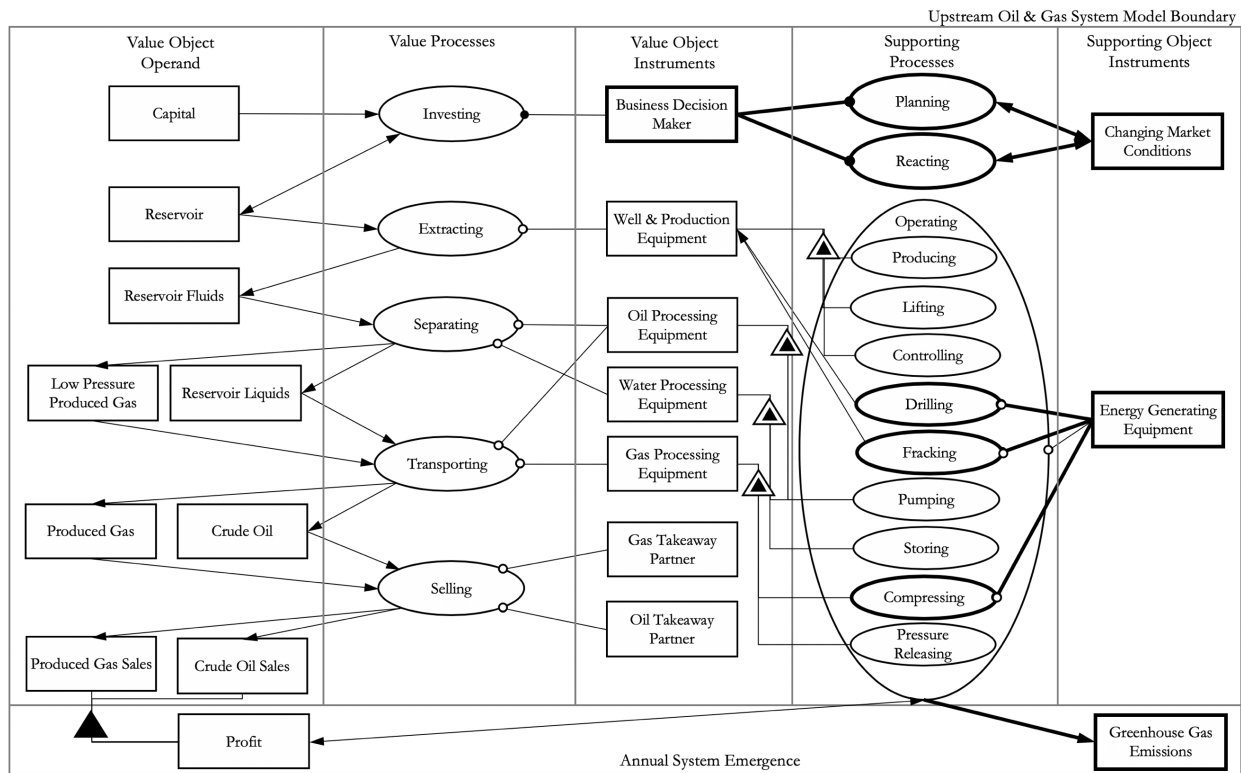 Upstream Oil & Gas System Model Boundary
Value Object
Operand
Value Processes
Value Object
Instruments
Supporting
Processes
Supporting Object
Instruments
Capital
Investing
Business Decision
Maker
Planning
Reacting
Changing Market
Conditions
Reservoir
Extracting
Well & Production
Equipment
Operating
Producing
Reservoir Fluids
Separating
Oil Processing
Equipment
Lifting
Controlling
Low Pressure
Produced Gas
Reservoir Liquids
Water Processing
Equipment
Drilling
Energy Generating
Equipment
Transporting
Gas Processing
Equipment
Fracking
Pumping
Produced Gas
Crude Oil
Gas Takeaway
Partner
Storing
Selling
Compressing
Oil Takeaway
Partner
Pressure
Releasing
Produced Gas Sales
Crude Oil Sales
Profit
Greenhouse Gas
Emissions
Annual System Emergence